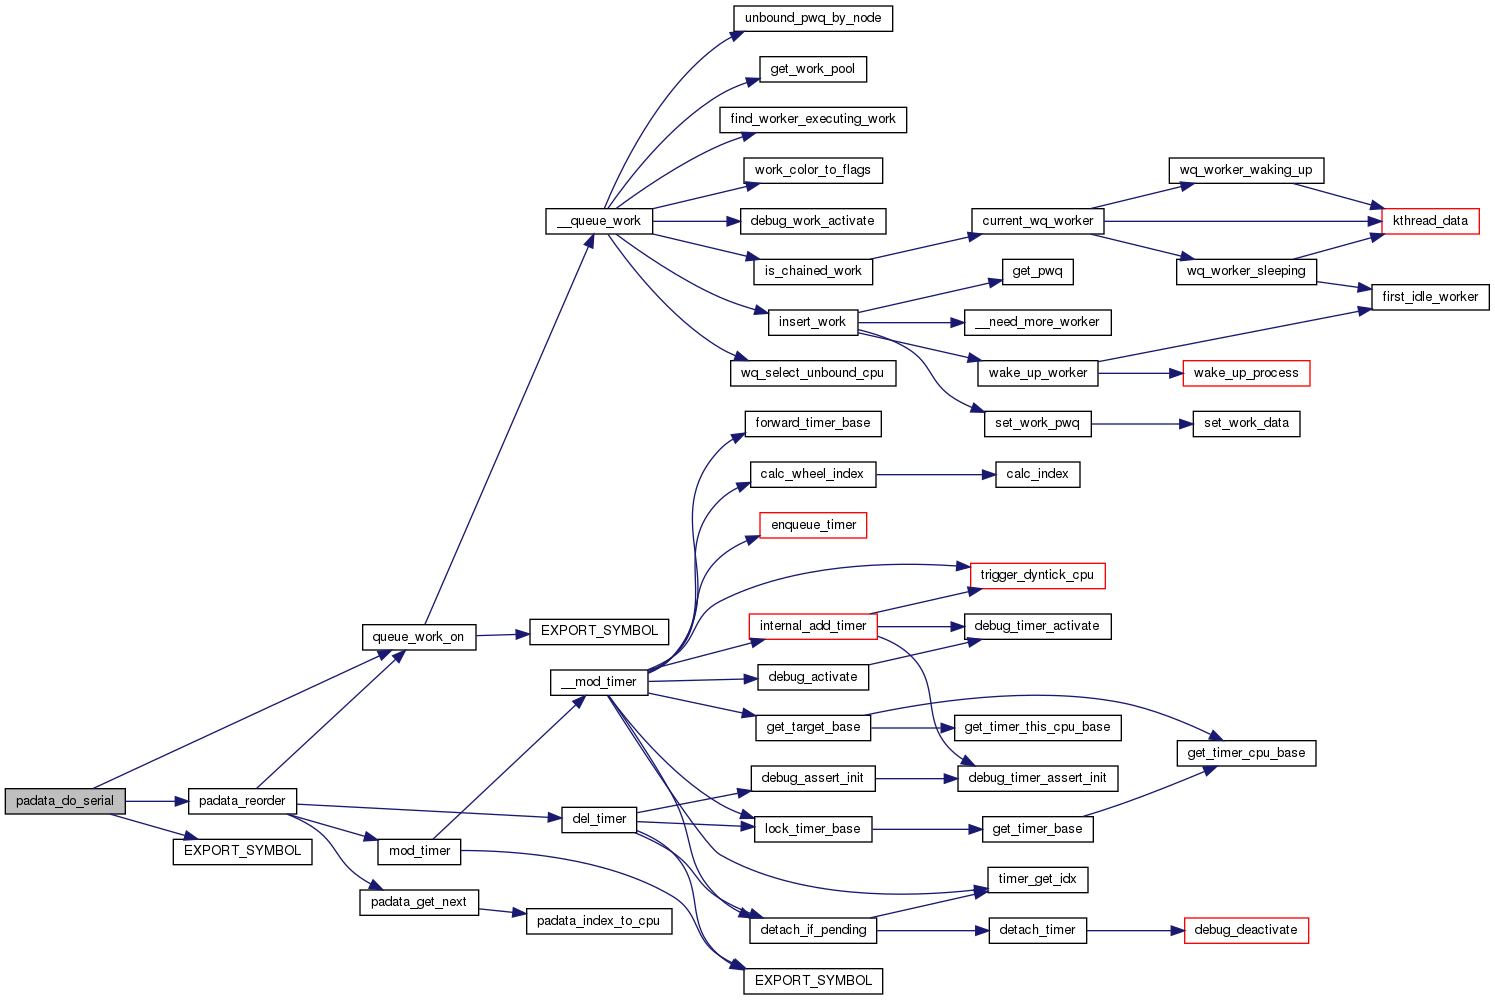 unbound_pwq_by_node
get_work_pool
find_worker_executing_work
work_color_to_flags
wq_worker_waking_up
__queue_work
debug_work_activate
current_wq_worker
kthread_data
is_chained_work
get_pwq
wq_worker_sleeping
first_idle_worker
insert_work
__need_more_worker
wq_select_unbound_cpu
wake_up_worker
wake_up_process
forward_timer_base
set_work_pwq
set_work_data
calc_wheel_index
calc_index
enqueue_timer
trigger_dyntick_cpu
queue_work_on
EXPORT_SYMBOL
internal_add_timer
debug_timer_activate
__mod_timer
debug_activate
get_target_base
get_timer_this_cpu_base
get_timer_cpu_base
padata_do_serial
padata_reorder
debug_assert_init
debug_timer_assert_init
del_timer
lock_timer_base
get_timer_base
EXPORT_SYMBOL
mod_timer
timer_get_idx
padata_get_next
padata_index_to_cpu
detach_if_pending
detach_timer
debug_deactivate
EXPORT_SYMBOL